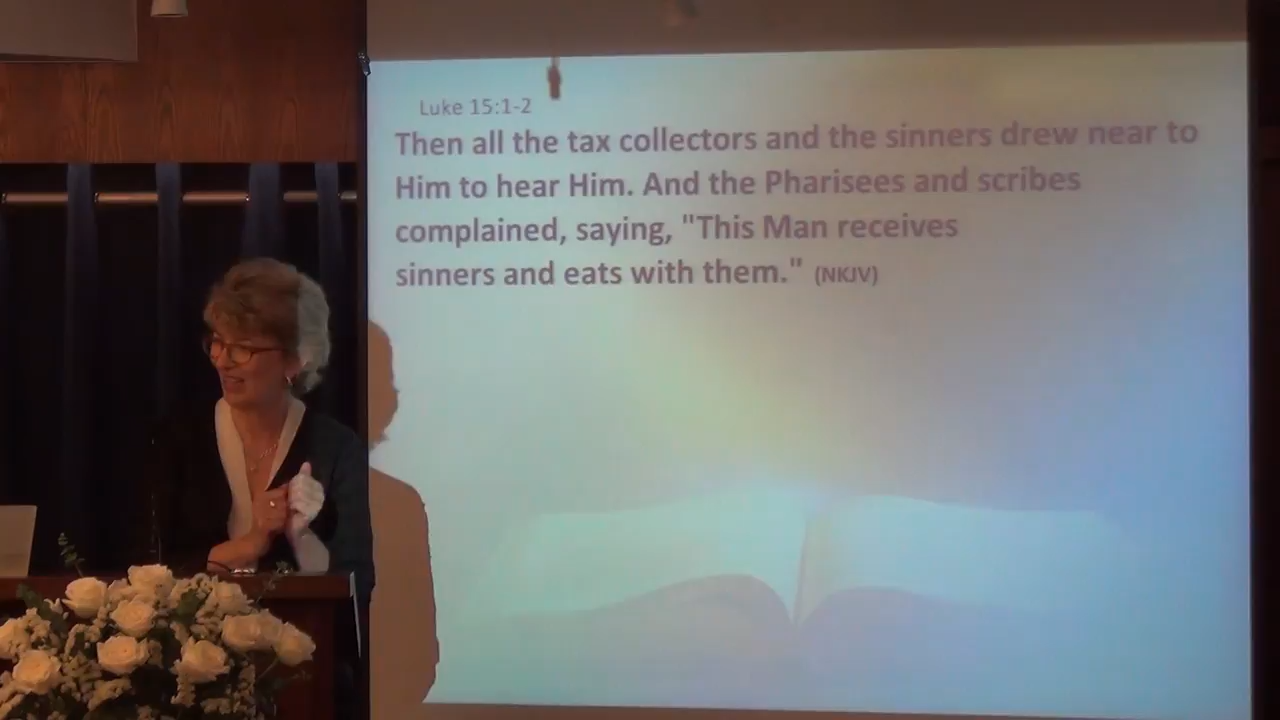 Luke 15:1-2
Then all the tax collectors and the sinners drew near to
Him to hear Him. And the Pharisees and scribes
complained, saying, "This Man receives
sinners and eats with them." (NKJV)